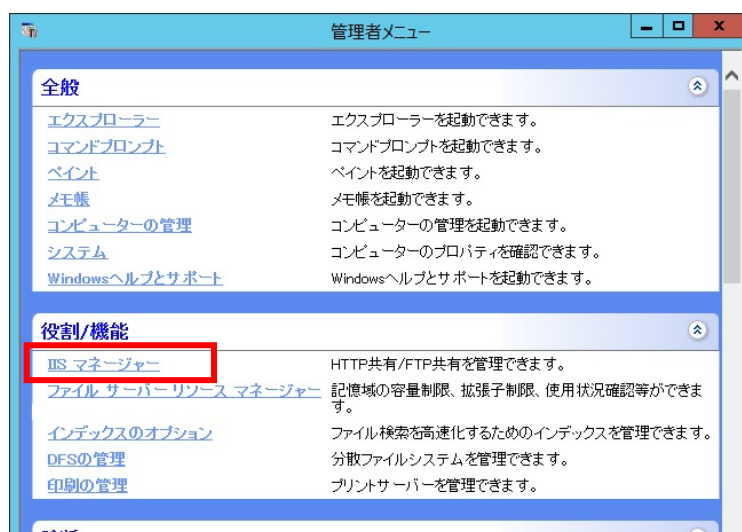 管理者メニュー
全般
エクスプローラー エクスプローラーを起動できます。
コマンドプロンプト コマンドプロンプトを起動できます。
ペイント ペイントを起動できます。
メモ帳 メモ帳を起動できます。
コンピューターの管理 コンピューターの管理を起動できます。
システム コンピューターのプロパティを確認できます。
Windowsヘルプとサポート Windowsヘルプとサポートを起動できます。
役割/機能
IIS マネージャー HTTP共有/FTP共有を管理できます。
ファイル サーバー リソース マネージャー 記憶域の容量制限、拡張子制限、使用状況確認等ができま
す。
インデックスのオプション ファイル検索を高速化するためのインデックスを管理できます。
DFSの管理 分散ファイルシステムを管理できます。
印刷の管理 プリントサーバーを管理できます。